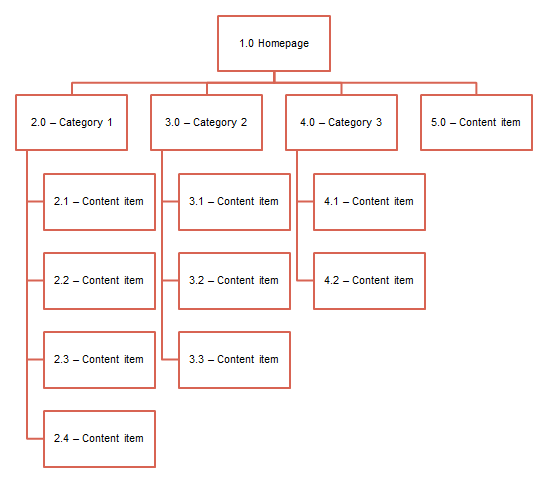 1.0 Homepage
2.0 – Category 1
3.0 – Category 2
4.0 – Category 3
5.0 – Content item
2.1 – Content item
3.1 – Content item
4.1 – Content item
2.2 – Content item
3.2 – Content item
4.2 – Content item
2.3 – Content item
3.3 – Content item
2.4 – Content item